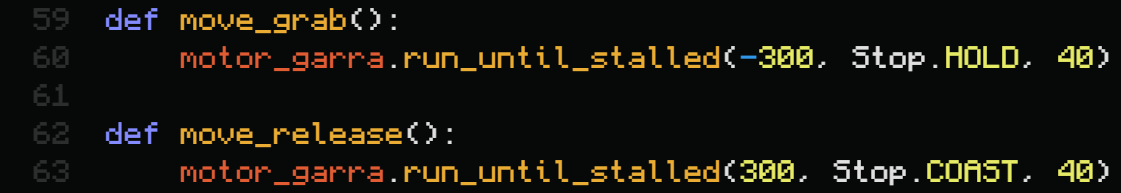 59 def move_grab():
60     motor_garra.run_until_stalled(-300, Stop.HOLD, 40)
61
62 def move_release():
63     motor_garra.run_until_stalled(300, Stop.COAST, 40)